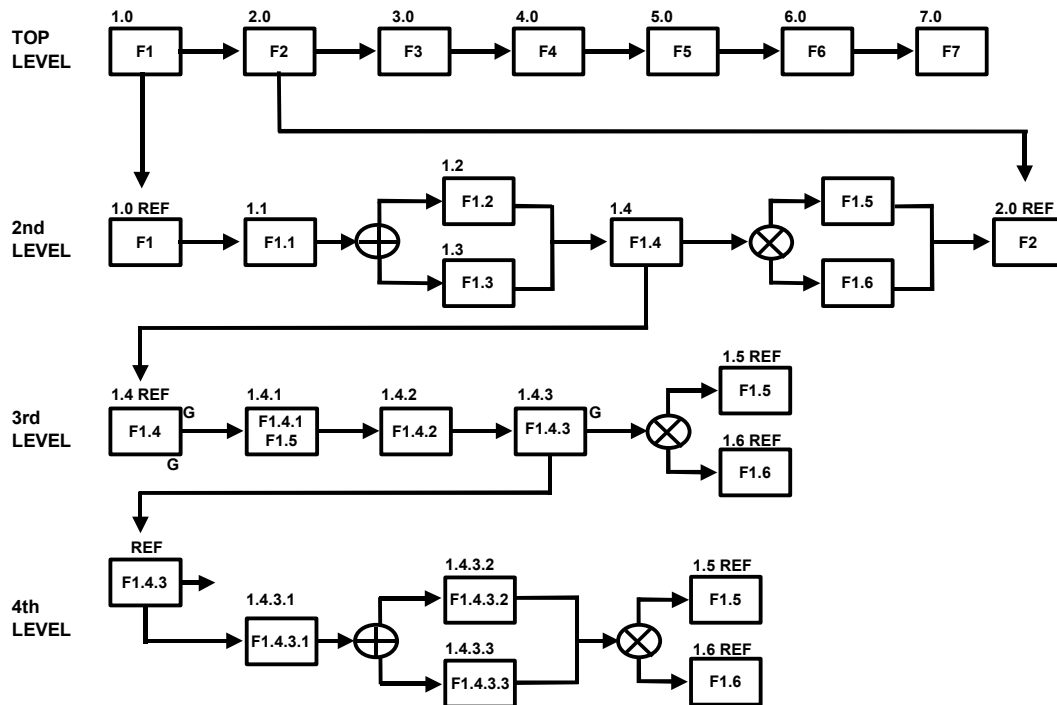 1.0 2.0 3.0 4.0 5.0 6.0 7.0
TOP LEVEL
F1 F2 F3 F4 F5 F6 F7
1.2
F1.2 F1.5
1.0 REF 1.1 1.4 2.0 REF
2nd LEVEL
F1 F1.1 F1.4 F2
1.3
F1.3 F1.6
1.5 REF
F1.5
1.4 REF 1.4.1 1.4.2 1.4.3
3rd LEVEL
F1.4 G F1.4.1 F1.5 F1.4.2 F1.4.3 G
G
1.6 REF
F1.6
REF
F1.4.3
1.4.3.2 1.5 REF
F1.4.3.2 F1.5
4th LEVEL
1.4.3.1
F1.4.3.1
1.4.3.3 1.6 REF
F1.4.3.3 F1.6